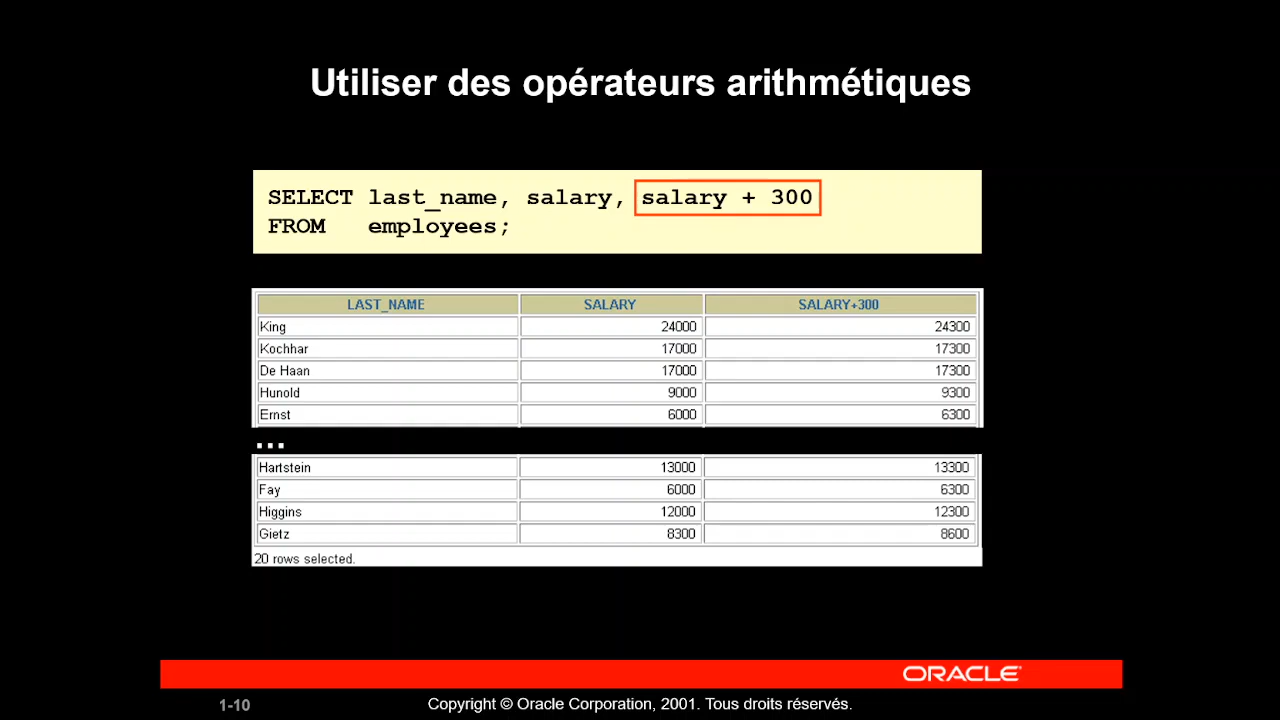 Utiliser des opérateurs arithmétiques
SELECT last_name, salary, salary + 300
FROM employees;
LAST_NAME SALARY SALARY+300
King 24000 24300
Kochhar 17000 17300
De Haan 17000 17300
Hunold 9000 9300
Ernst 6000 6300
...
Hartstein 13000 13300
Fay 6000 6300
Higgins 12000 12300
Gietz 8300 8600
20 rows selected.
ORACLE
1-10 Copyright © Oracle Corporation, 2001. Tous droits réservés.